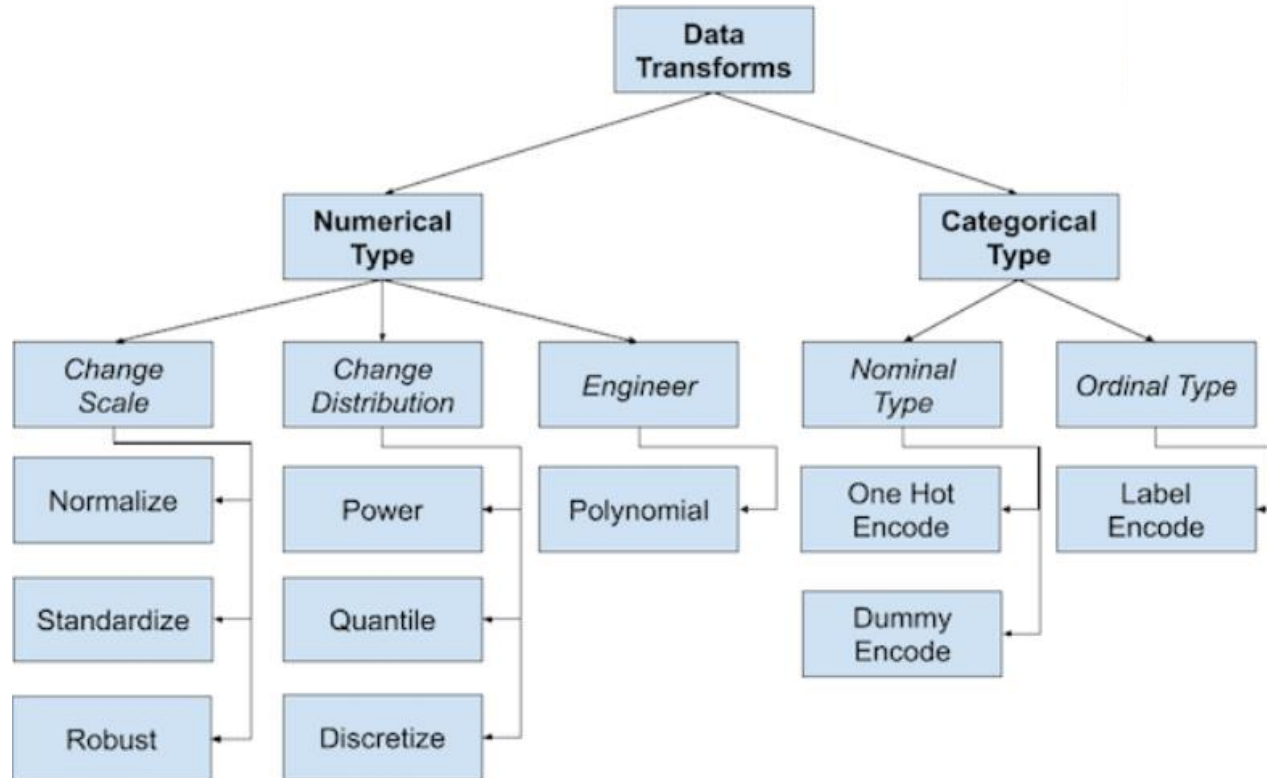 Data
Transforms
Numerical
Type
Categorical
Type
Change
Scale
Change
Distribution
Engineer
Nominal
Type
Ordinal Type
Normalize
Power
Polynomial
One Hot
Encode
Label
Encode
Standardize
Quantile
Dummy
Encode
Robust
Discretize